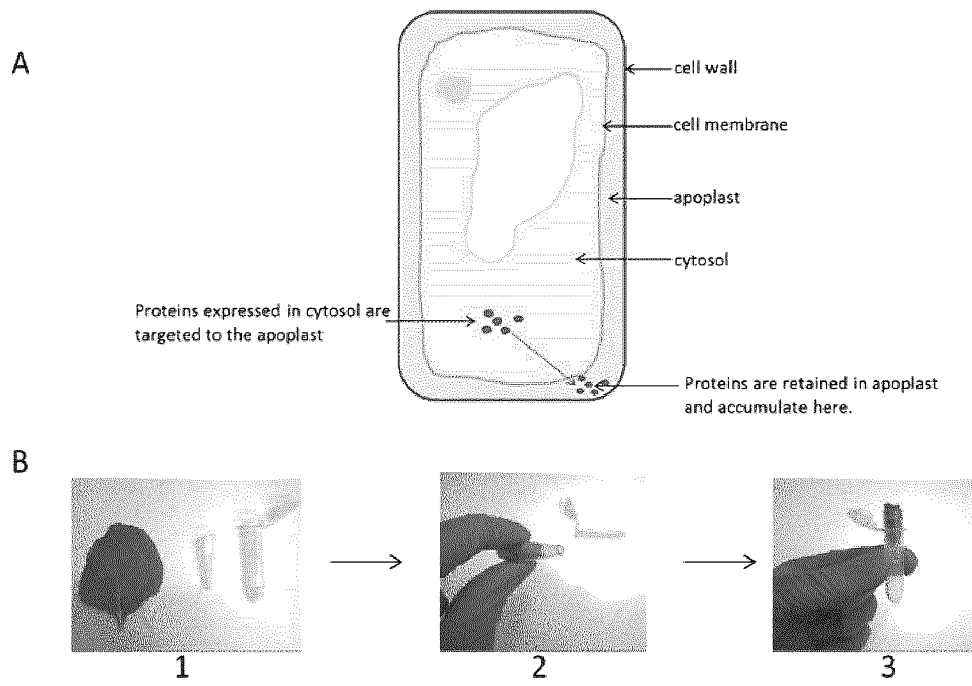 A
cell wall
cell membrane
apoplast
cytosol
Proteins expressed in cytosol are
targeted to the apoplast
Proteins are retained in apoplast
and accumulate here.
B
1
2
3